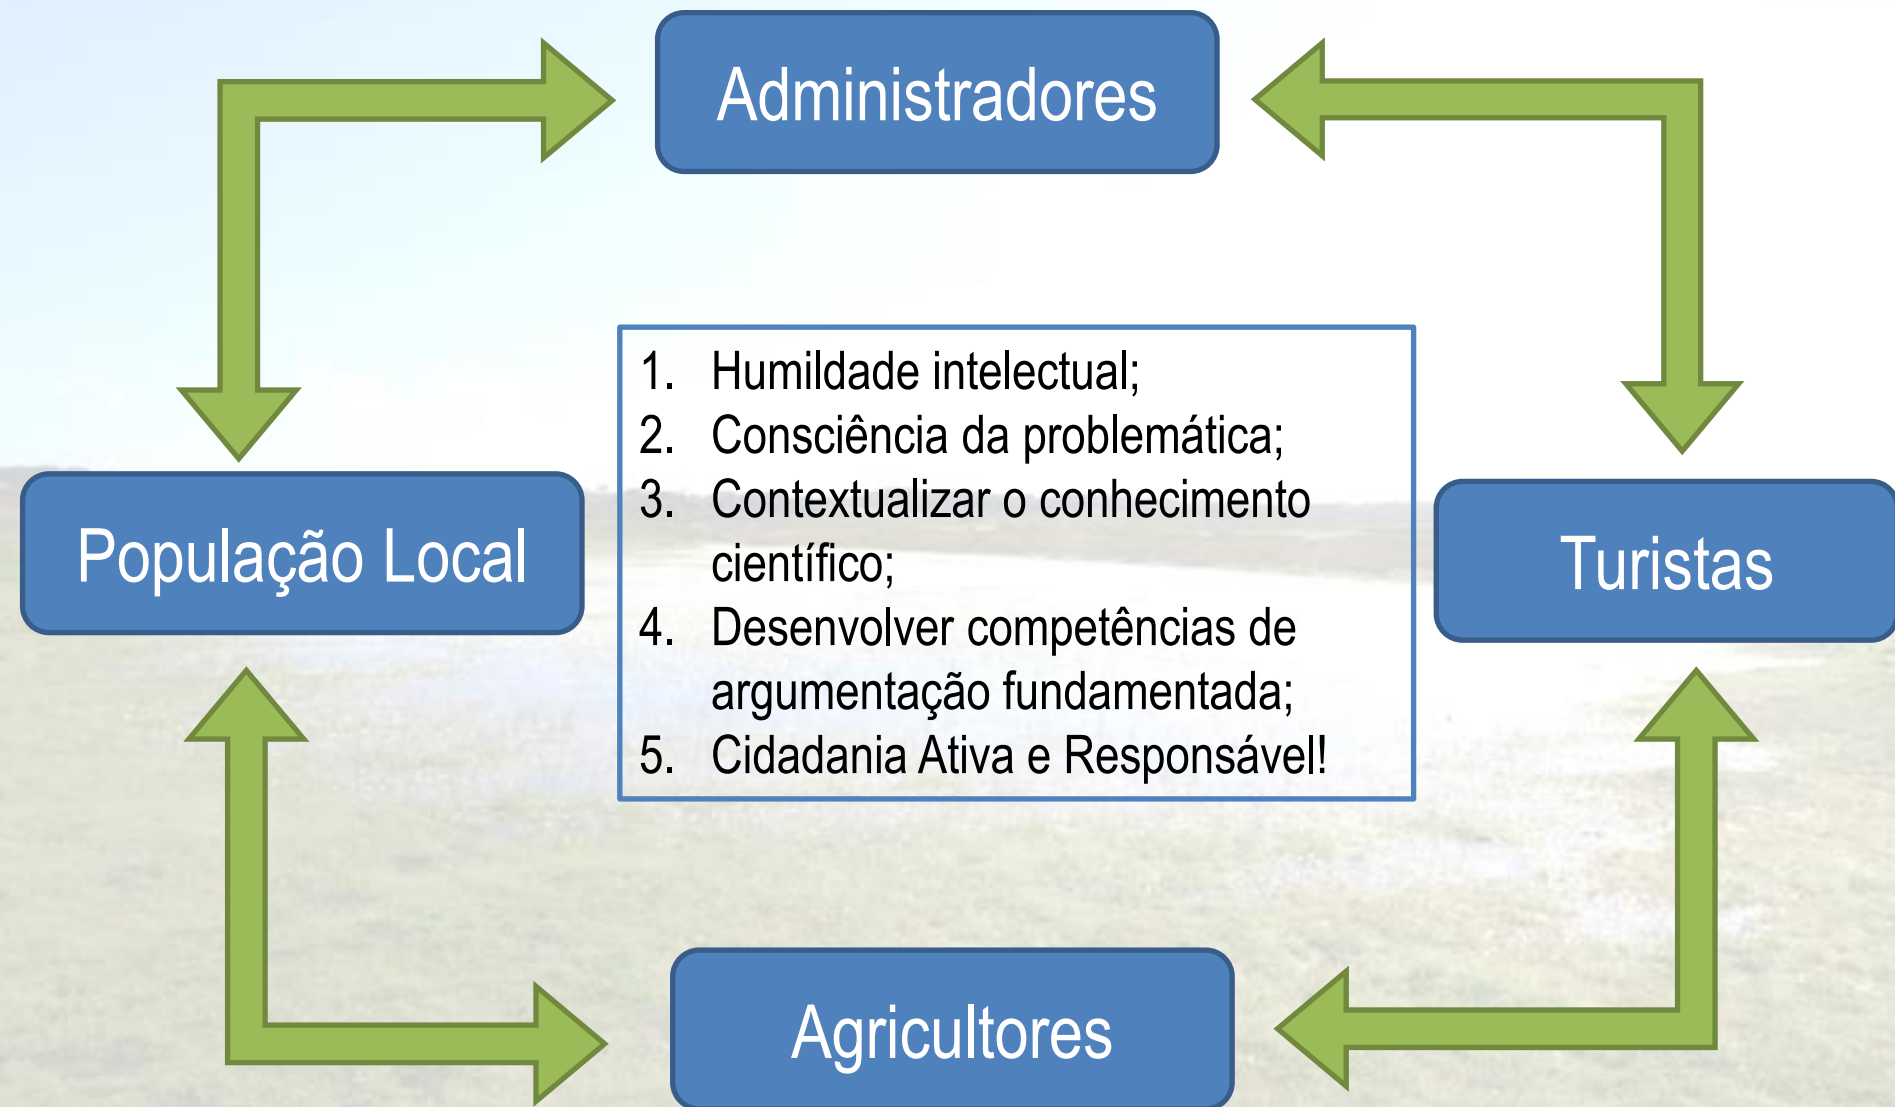 Administradores
1. Humildade intelectual;
2. Consciência da problemática;
3. Contextualizar o conhecimento
científico;
4. Desenvolver competências de
argumentação fundamentada;
5. Cidadania Ativa e Responsável!
População Local
Turistas
Agricultores